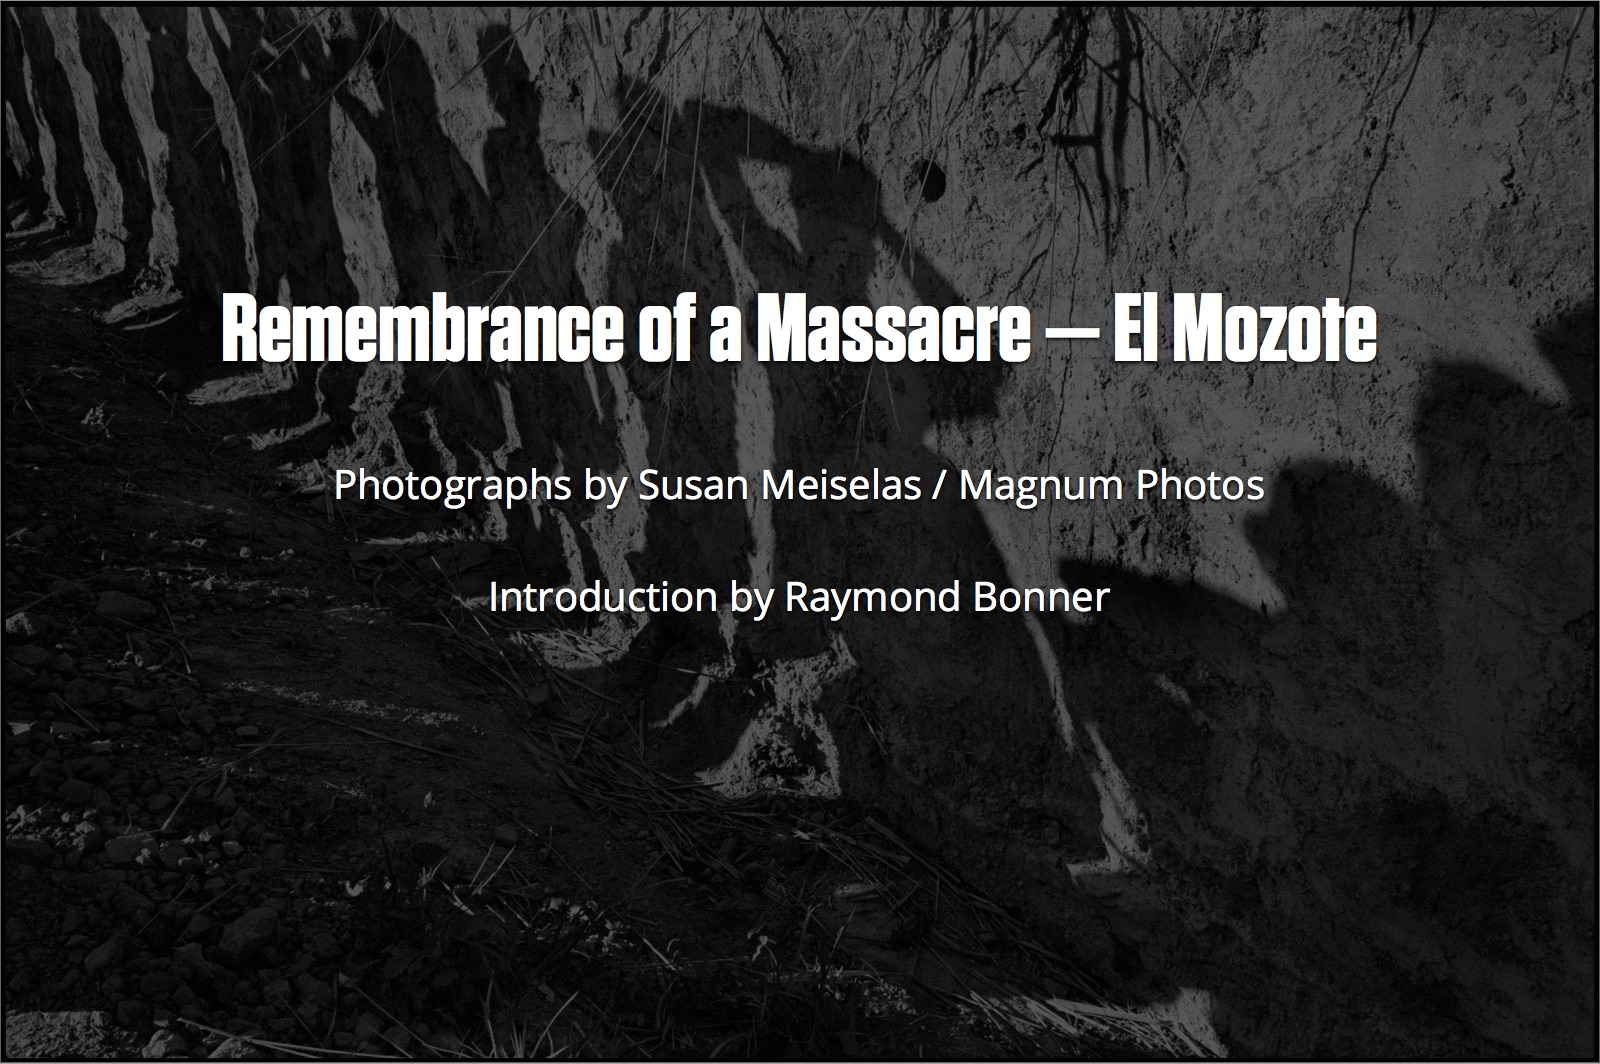 Remembrance of a Massacre — El Mozote
Photographs by Susan Meiselas / Magnum Photos
Introduction by Raymond Bonner